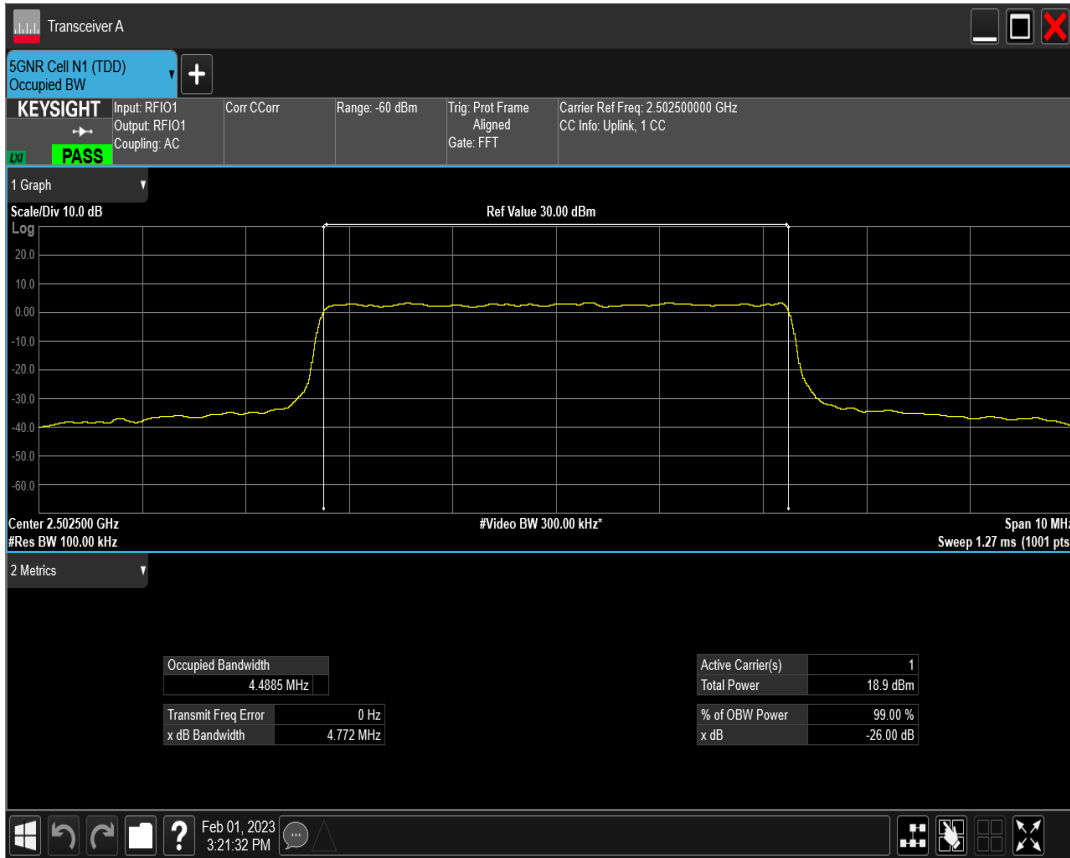 Transceiver A
5GNR Cell N1 (TDD)
Occupied BW
KEYSIGHT
LXI
PASS
Input: RFIO1
Output: RFIO1
Coupling: AC
Corr CCorr
Range: -60 dBm
Trig: Prot Frame
Aligned
Gate: FFT
Carrier Ref Freq: 2.502500000 GHz
CC Info: Uplink, 1 CC
1 Graph
Scale/Div 10.0 dB
Ref Value 30.00 dBm
Log
20.0
10.0
0.00
-10.0
-20.0
-30.0
-40.0
-50.0
-60.0
Center 2.502500 GHz
#Video BW 300.00 kHz*
Span 10 MHz
#Res BW 100.00 kHz
Sweep 1.27 ms (1001 pts
2 Metrics
Occupied Bandwidth
4.4885 MHz
Transmit Freq Error 0 Hz
x dB Bandwidth 4.772 MHz
Active Carrier(s) 1
Total Power 18.9 dBm
% of OBW Power 99.00 %
x dB -26.00 dB
?
Feb 01, 2023
3:21:32 PM